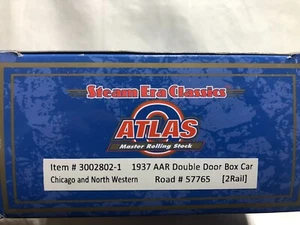 Steam Era Classics
ATLAS
O
Master Rolling Stock
Item # 3002802-1 1937 AAR Double Door Box Car
Chicago and North Western Road # 57765 [2Rail]